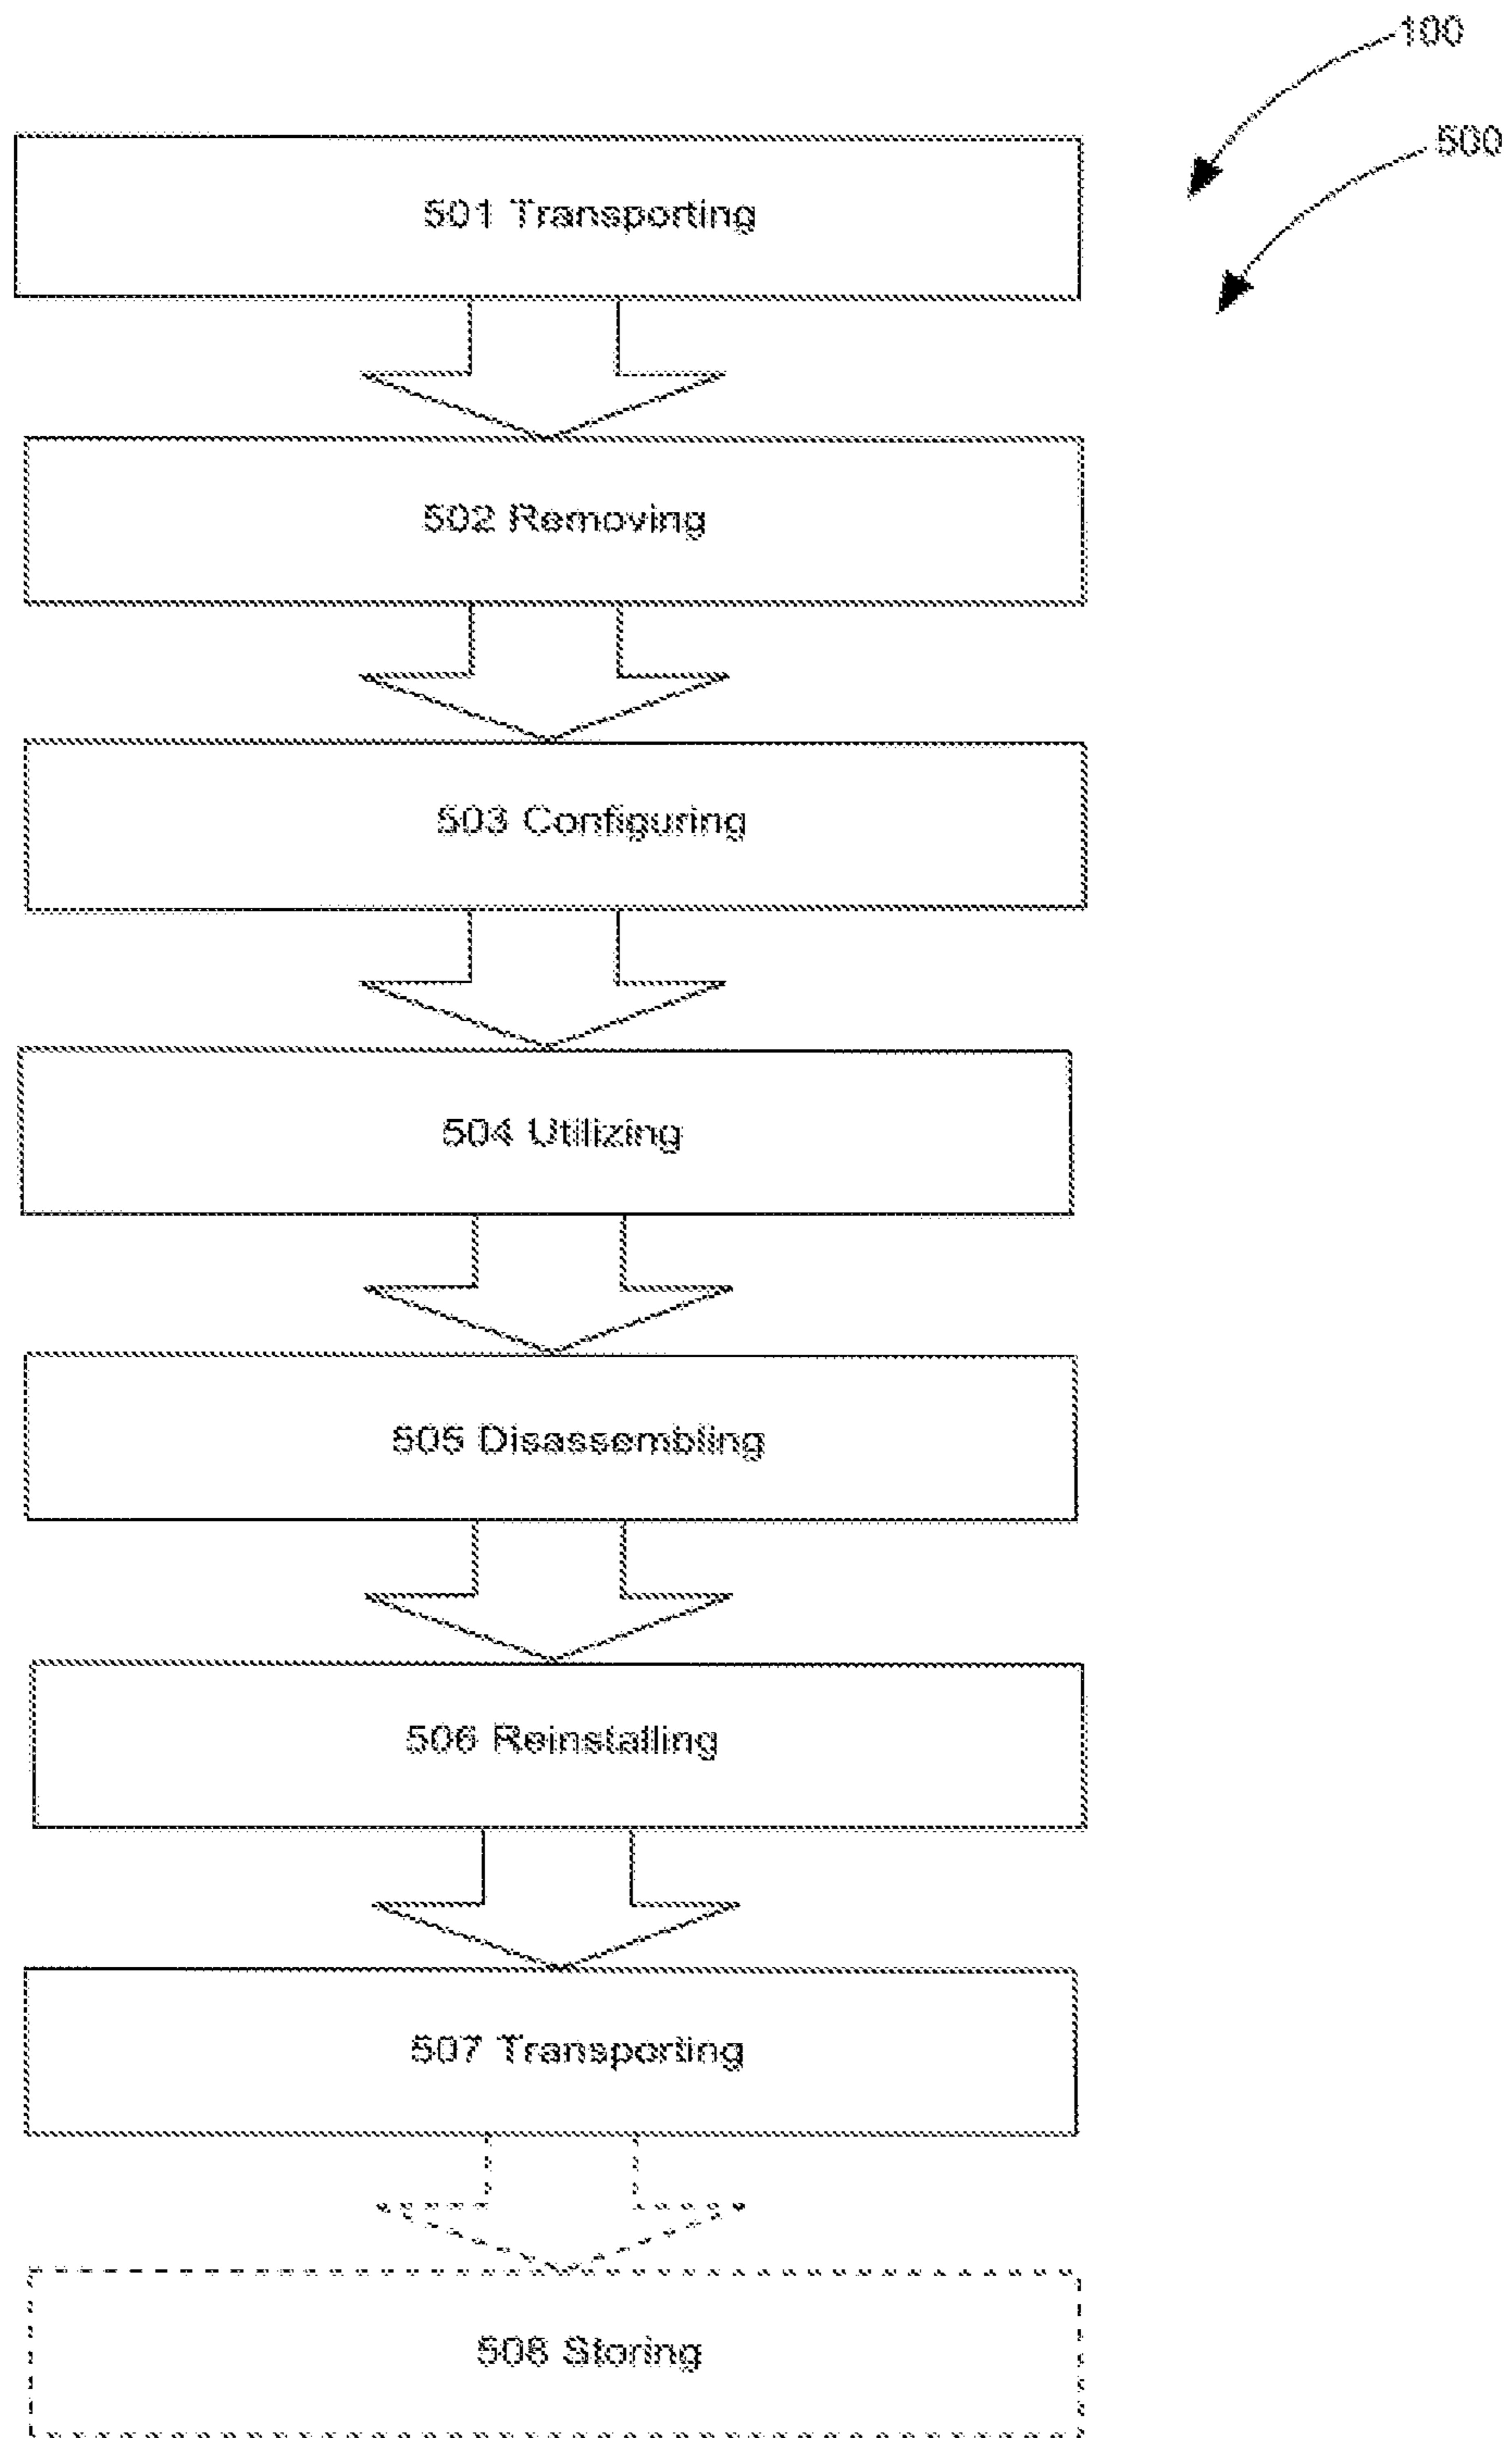 100
500
501 Transporting
502 Removing
503 Configuring
504 Utilizing
505 Disassembling
506 Reinstalling
507 Transporting
508 Storing